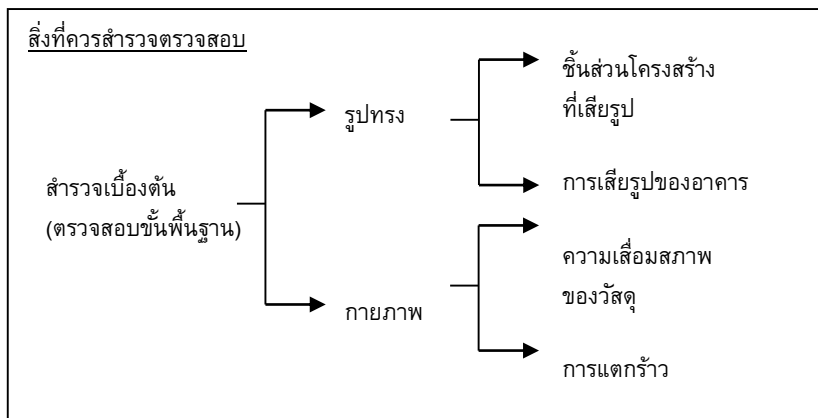 สิ่งที่ควรสำรวจตรวจสอบ
สำรวจเบื้องต้น
(ตรวจสอบขั้นพื้นฐาน)
รูปทรง
ชิ้นส่วนโครงสร้าง
ที่เสียรูป
การเสียรูปของอาคาร
กายภาพ
ความเสื่อมสภาพ
ของวัสดุ
การแตกร้าว